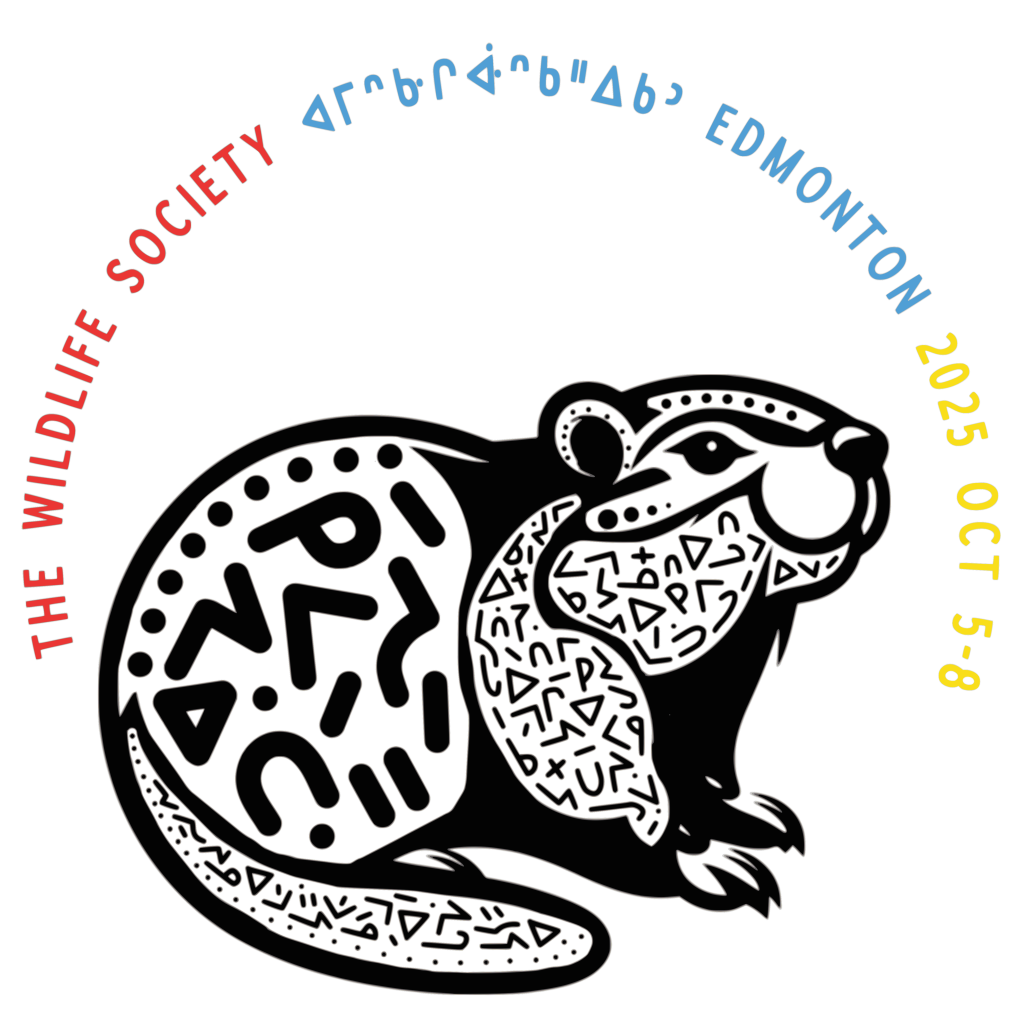 THE WILDLIFE SOCIETY ᐊᒥᐢᑿᒋᐚᐢᑲᐦᐃᑲᐣ EDMONTON 2025 OCT 5-8